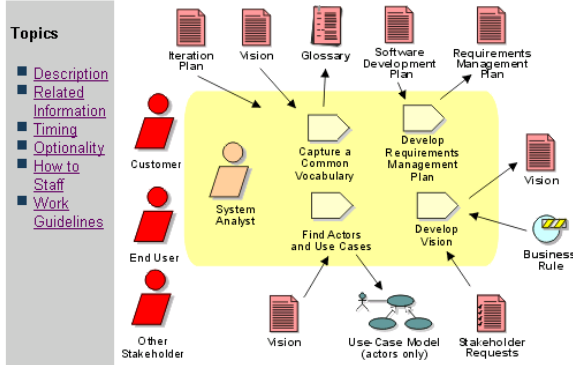 Topics
Description
Related
Information
Timing
Optionality
How to
Staff
Work
Guidelines
Iteration
Plan
Vision
Glossary
Software
Development
Plan
Requirements
Management
Plan
Customer
System
Analyst
Capture a
Common
Vocabulary
Develop
Requirements
Management
Plan
Vision
End User
Find Actors
and Use Cases
Develop
Vision
Business
Rule
Other
Stakeholder
Vision
Use-Case Model
(actors only)
Stakeholder
Requests